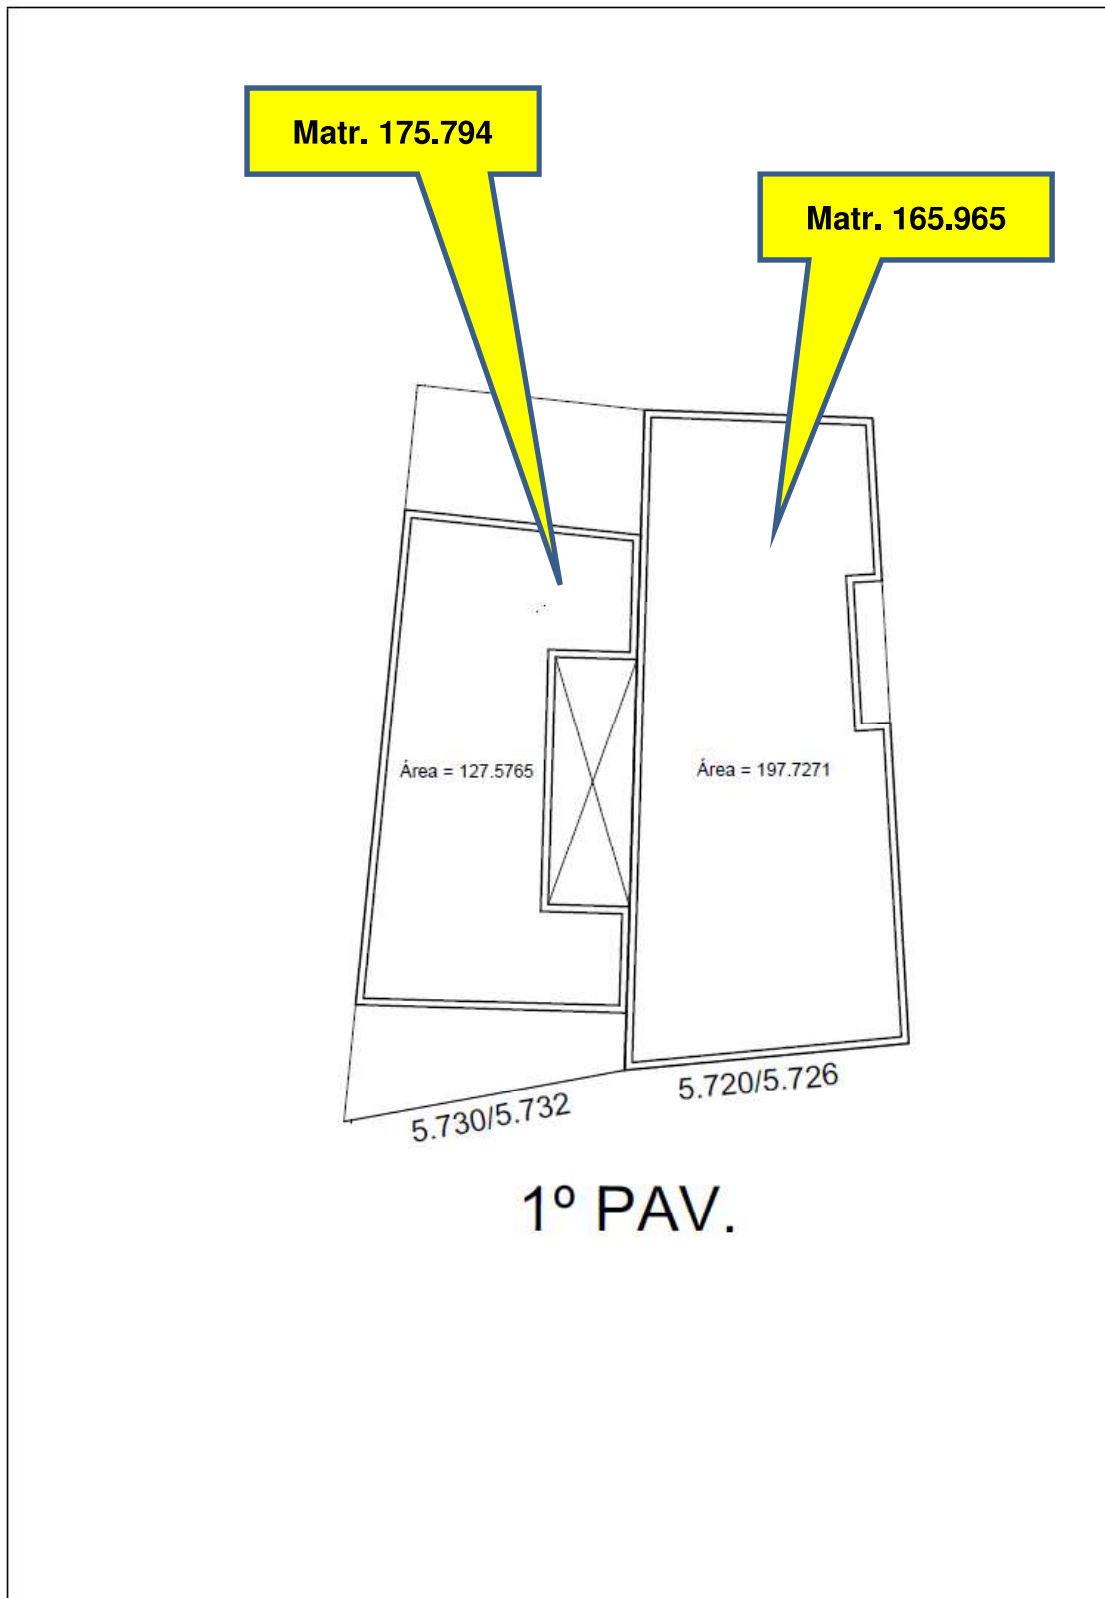 Matr. 175.794
Matr. 165.965
Área = 127.5765
Área = 197.7271
5.730/5.732
5.720/5.726
1º PAV.